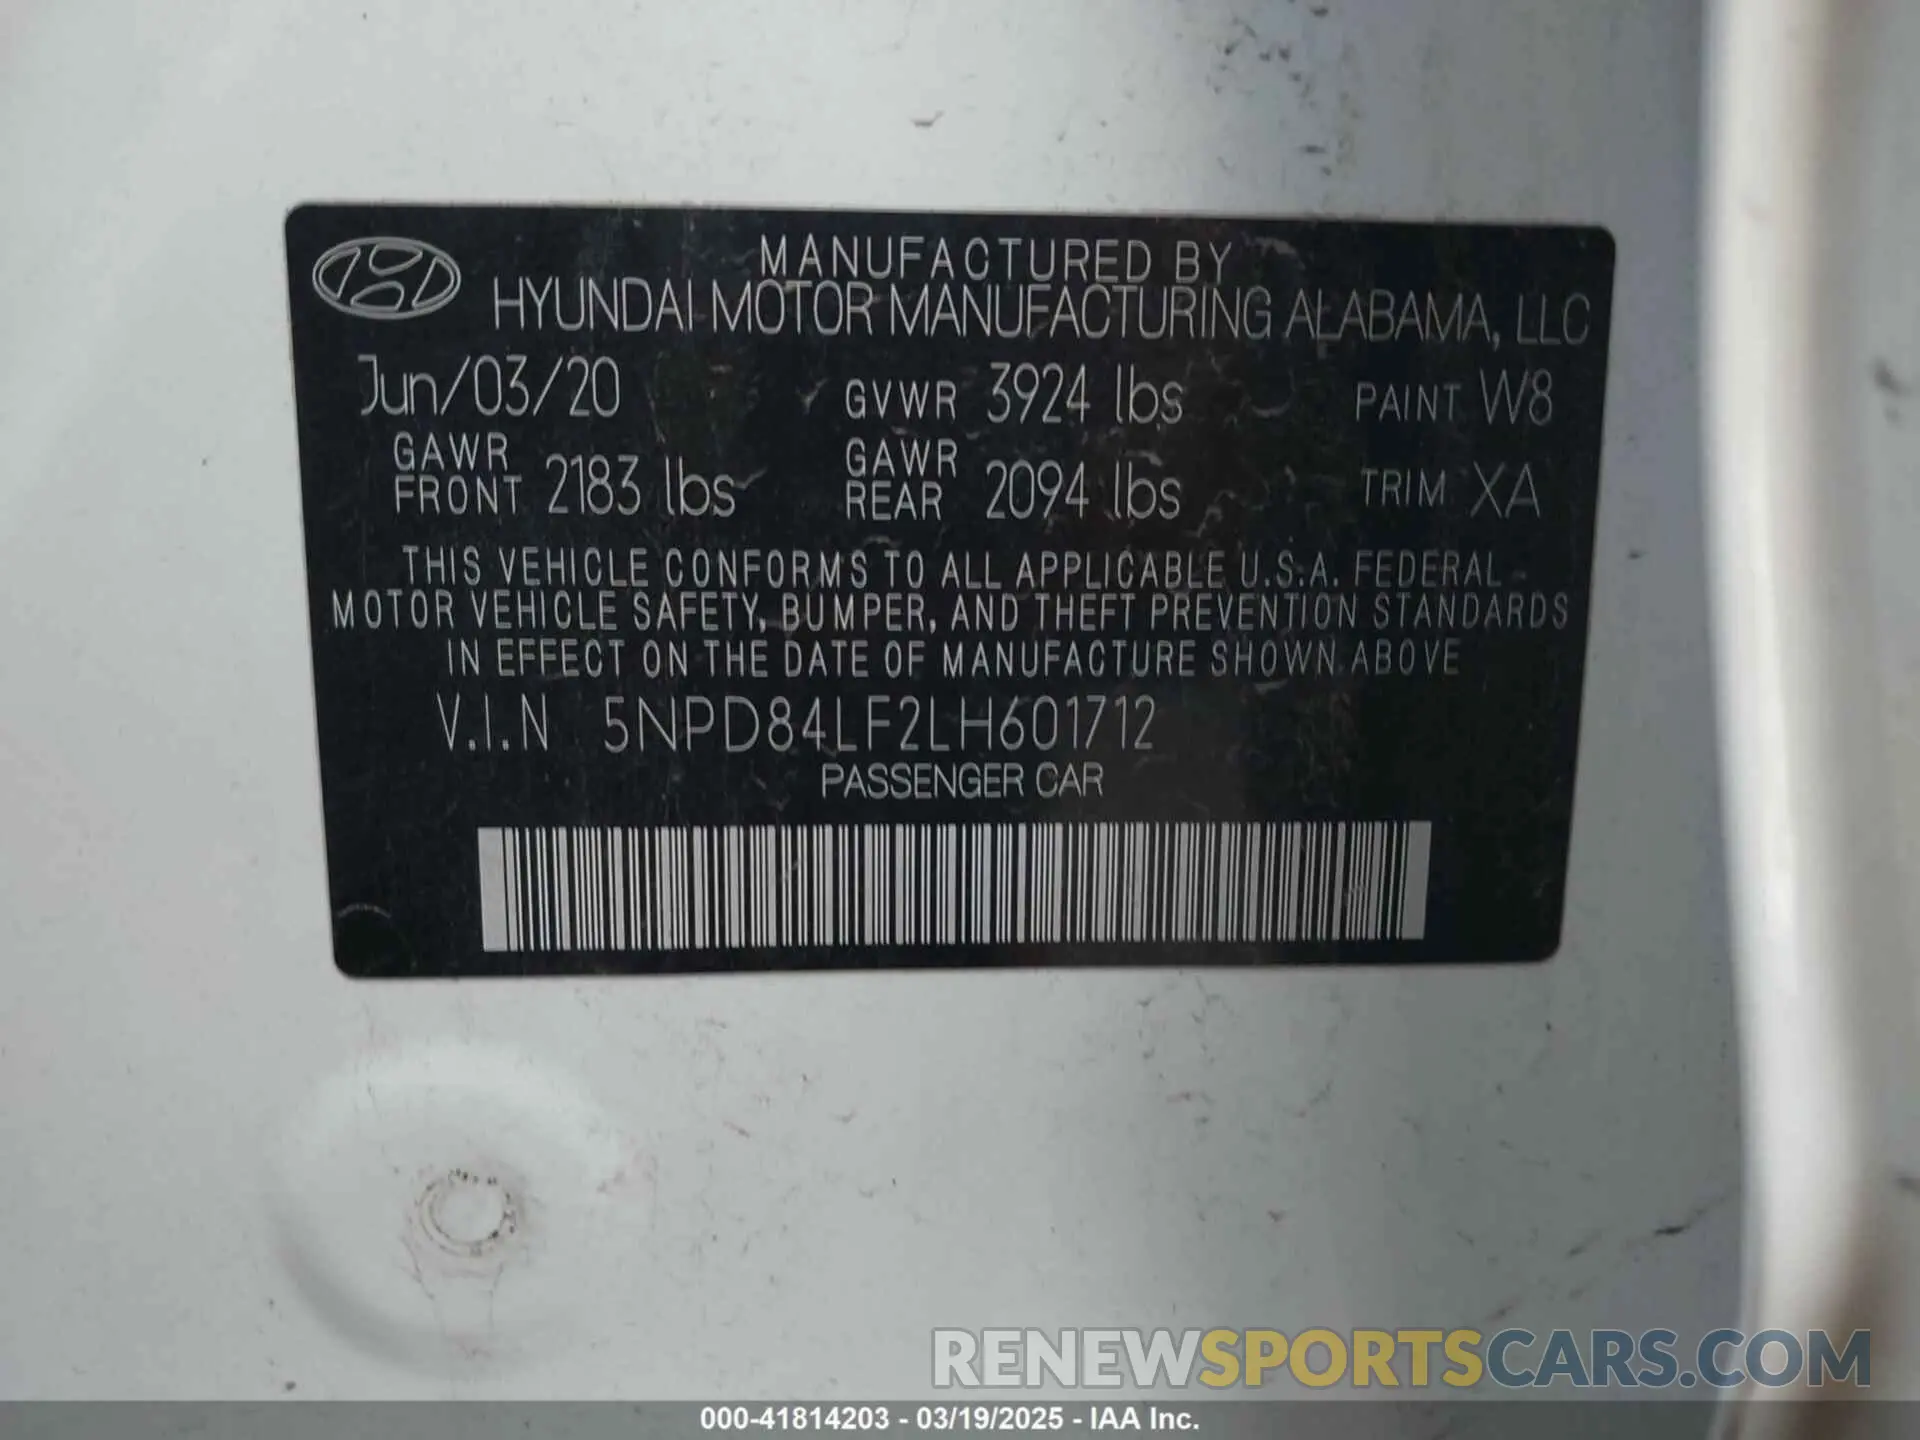 MANUFACTURED BY
HYUNDAI MOTOR MANUFACTURING ALABAMA, LLC
Jun/03/20 GVWR 3924 lbs PAINT W8
GAWR FRONT 2183 lbs GAWR REAR 2094 lbs TRIM XA
THIS VEHICLE CONFORMS TO ALL APPLICABLE U.S.A. FEDERAL
MOTOR VEHICLE SAFETY, BUMPER, AND THEFT PREVENTION STANDARDS
IN EFFECT ON THE DATE OF MANUFACTURE SHOWN ABOVE
V.I.N 5NPD84LF2LH601712
PASSENGER CAR
RENEWSPORTSCARS.COM
000-41814203 - 03/19/2025 - IAA Inc.